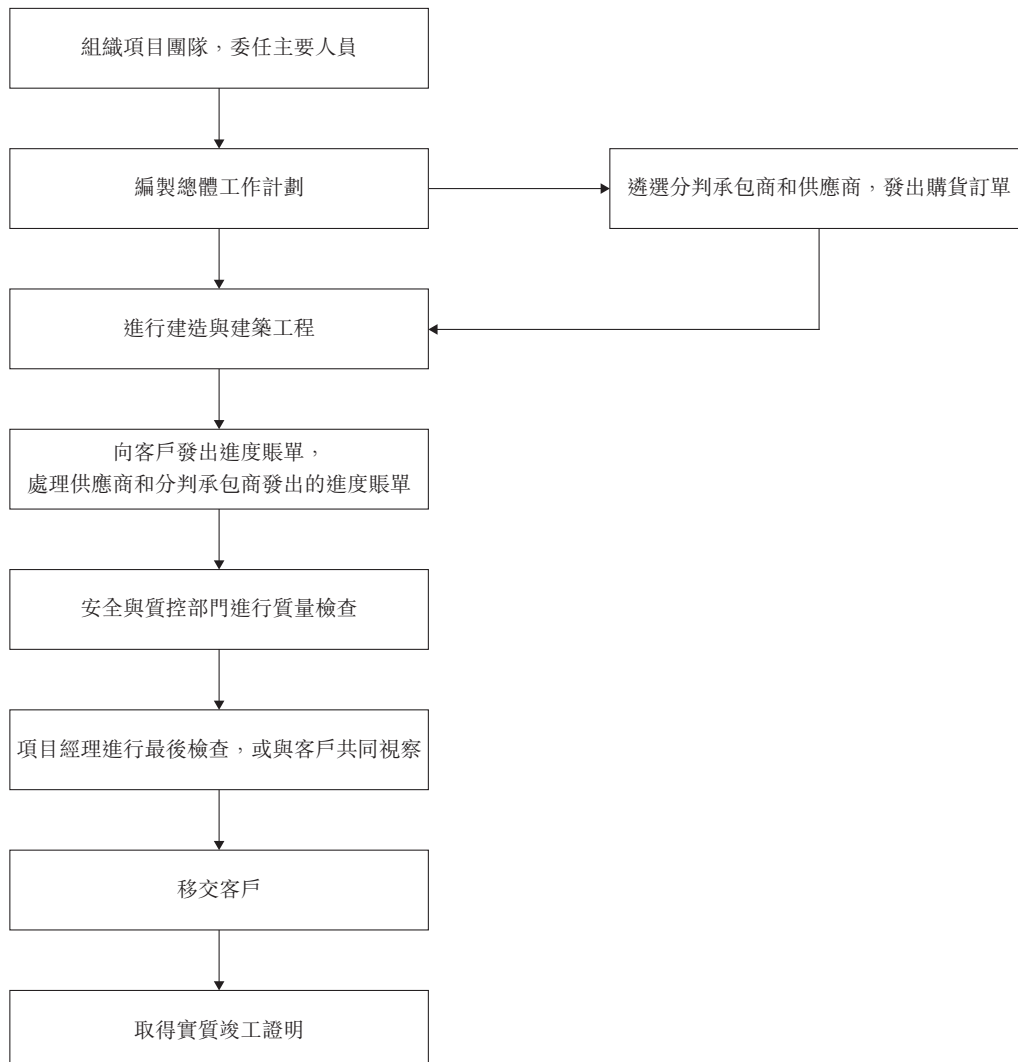 組織項目團隊，委任主要人員
編製總體工作計劃
遴選分判承包商和供應商，發出購貨訂單
進行建造與建築工程
向客戶發出進度賬單，
處理供應商和分判承包商發出的進度賬單
安全與質控部門進行質量檢查
項目經理進行最後檢查，或與客戶共同視察
移交客戶
取得實質竣工證明